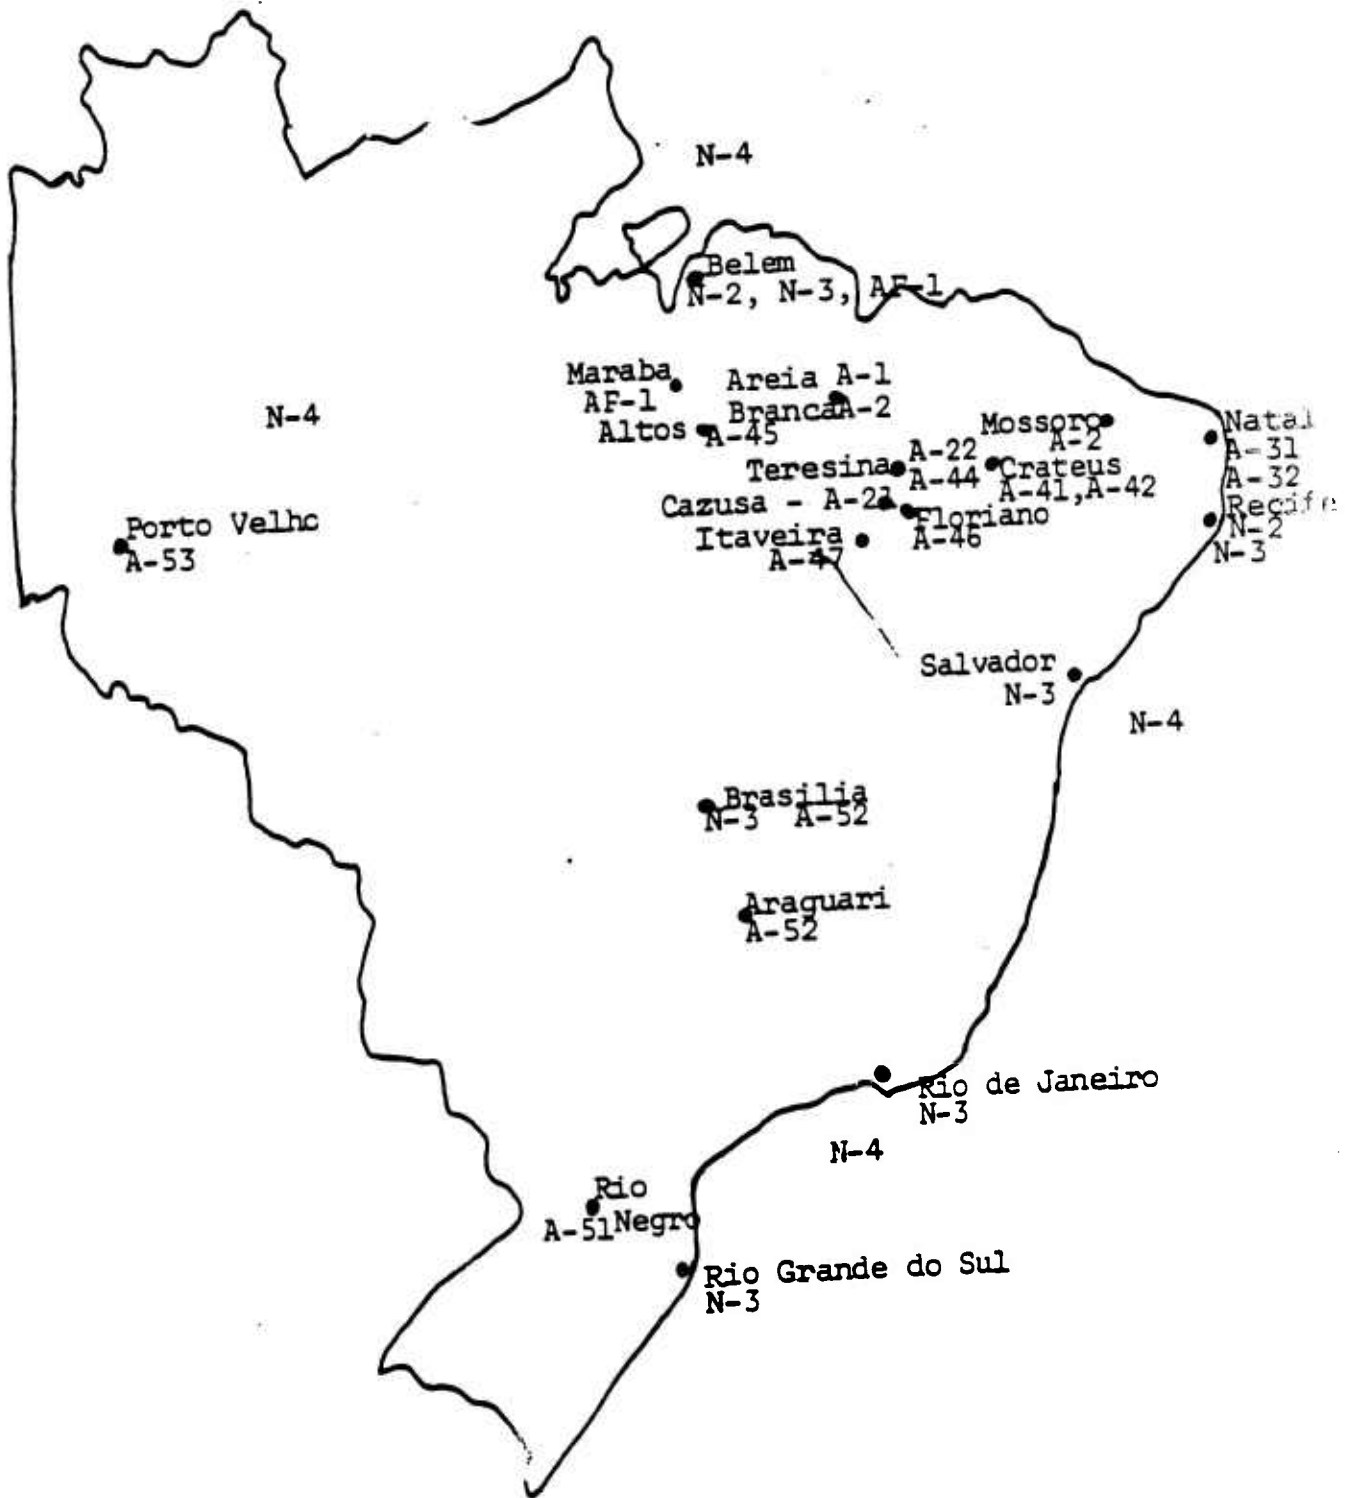 N-4
Belem
N-2, N-3, AF-1
Maraba
AF-1
Areia A-1
Branca A-2
Altos A-45
N-4
Mossoro
A-2
Natal
A-31
A-32
Teresina A-22
A-44
Crateus
A-41,A-42
Cazusa - A-21
Floriano
A-46
Recife
N-2
N-3
Porto Velho
A-53
Itaveira
A-47
Salvador
N-3
N-4
Brasilia
N-3 A-52
Araguari
A-52
Rio de Janeiro
N-3
N-4
Rio
A-51 Negro
Rio Grande do Sul
N-3